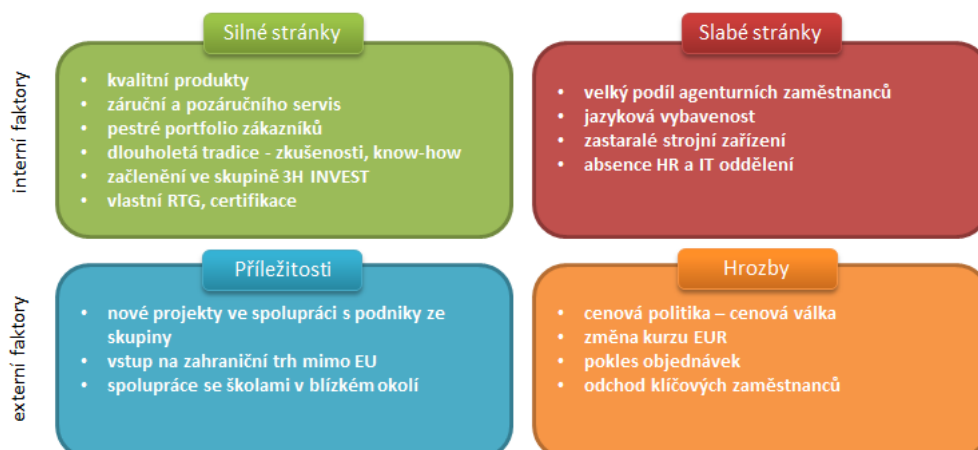 interní faktory
Silné stránky
• kvalitní produkty
• záruční a pozáručního servis
• pestré portfolio zákazníků
• dlouholetá tradice - zkušenosti, know-how
• začlenění ve skupině 3H INVEST
• vlastní RTG, certifikace
Slabé stránky
• velký podíl agenturních zaměstnanců
• jazyková vybavenost
• zastaralé strojní zařízení
• absence HR a IT oddělení
externí faktory
Příležitosti
• nové projekty ve spolupráci s podniky ze
skupiny
• vstup na zahraniční trh mimo EU
• spolupráce se školami v blízkém okolí
Hrozby
• cenová politika – cenová válka
• změna kurzu EUR
• pokles objednávek
• odchod klíčových zaměstnanců